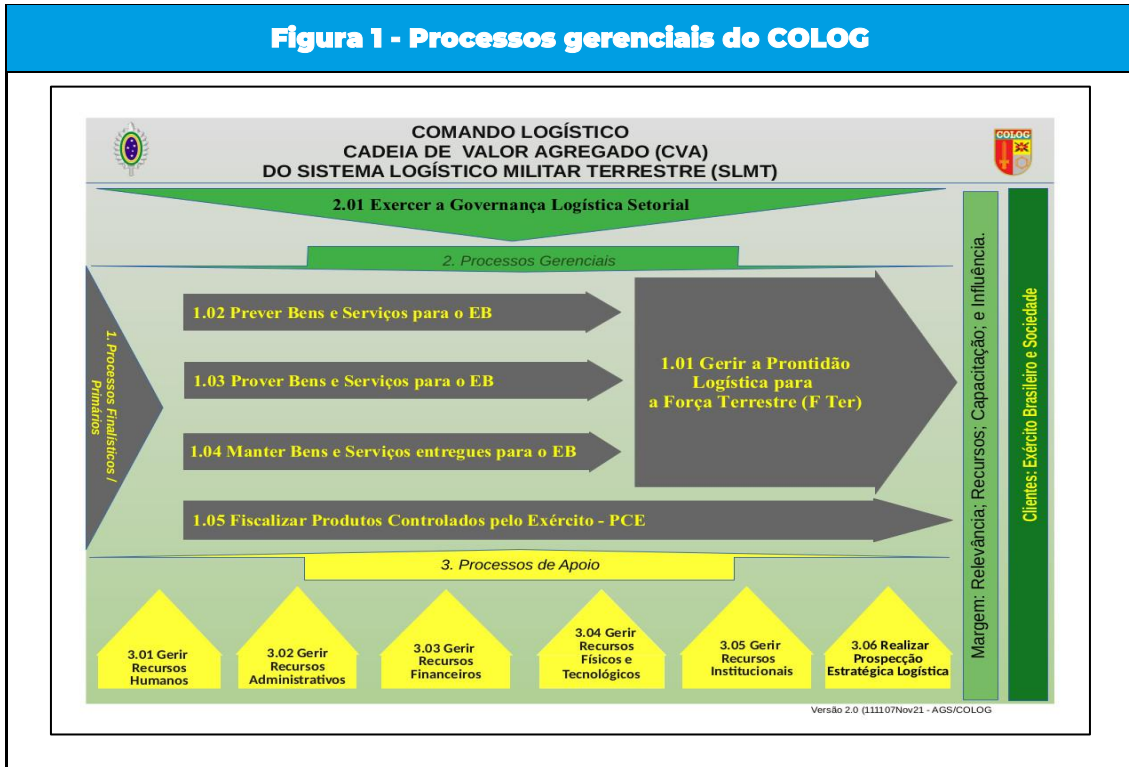 Figura 1 - Processos gerenciais do COLOG
COMANDO LOGÍSTICO
CADEIA DE VALOR AGREGADO (CVA)
DO SISTEMA LOGÍSTICO MILITAR TERRESTRE (SLMT)
COLOG
2.01 Exercer a Governança Logística Setorial
2. Processos Gerenciais
1. Processos Finalísticos /
Primários
1.02 Prever Bens e Serviços para o EB
1.03 Prover Bens e Serviços para o EB
1.04 Manter Bens e Serviços entregues para o EB
1.01 Gerir a Prontidão
Logística para
a Força Terrestre (F Ter)
1.05 Fiscalizar Produtos Controlados pelo Exército - PCE
Margem: Relevância; Recursos; Capacitação; e Influência.
Clientes: Exército Brasileiro e Sociedade
3. Processos de Apoio
3.01 Gerir
Recursos
Humanos
3.02 Gerir
Recursos
Administrativos
3.03 Gerir
Recursos
Financeiros
3.04 Gerir
Recursos
Físicos e
Tecnológicos
3.05 Gerir
Recursos
Institucionais
3.06 Realizar
Prospecção
Estratégica Logística
Versão 2.0 (111107Nov21 - AGS/COLOG